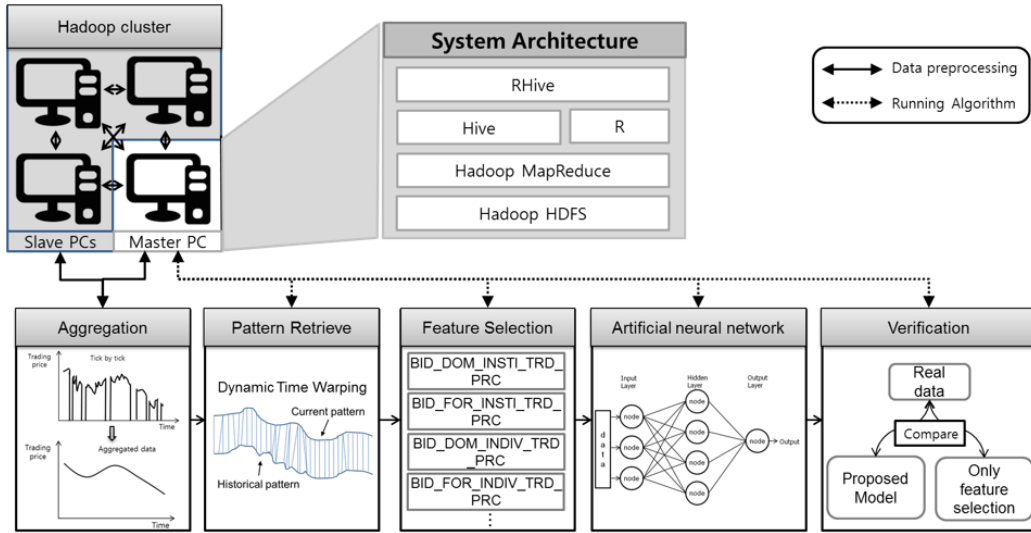 Hadoop cluster
Slave PCs
Master PC
System Architecture
RHive
Hive
R
Hadoop MapReduce
Hadoop HDFS
Data preprocessing
Running Algorithm
Aggregation
Trading
price
Tick by tick
Time
Trading
price
Aggregated data
Time
Pattern Retrieve
Dynamic Time Warping
Current pattern
Historical pattern
Feature Selection
BID_DOM_INSTI_TRD_
PRC
BID_FOR_INSTI_TRD_
PRC
BID_DOM_INDIV_TRD
_PRC
BID_FOR_INDIV_TRD_
PRC
⋮
Artificial neural network
Input
Layer
Hidden
Layer
Output
Layer
data
node
node
node
node
node
node
node
node
Output
Verification
Real
data
Compare
Proposed
Model
Only
feature
selection